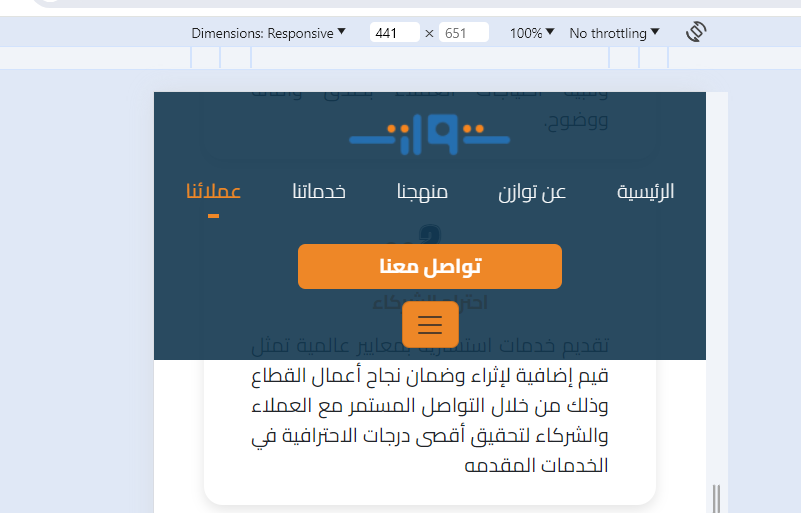 Dimensions: Responsive 441 × 651 100% No throttling
ووضوح.
توازن
الرئيسية عن توازن منهجنا خدماتنا عملائنا
تواصل معنا
احترام الشركاء
تقديم خدمات استشارية بمعايير عالمية تمثل
قيم إضافية لإثراء وضمان نجاح أعمال القطاع
وذلك من خلال التواصل المستمر مع العملاء
والشركاء لتحقيق أقصى درجات الاحترافية في
الخدمات المقدمه